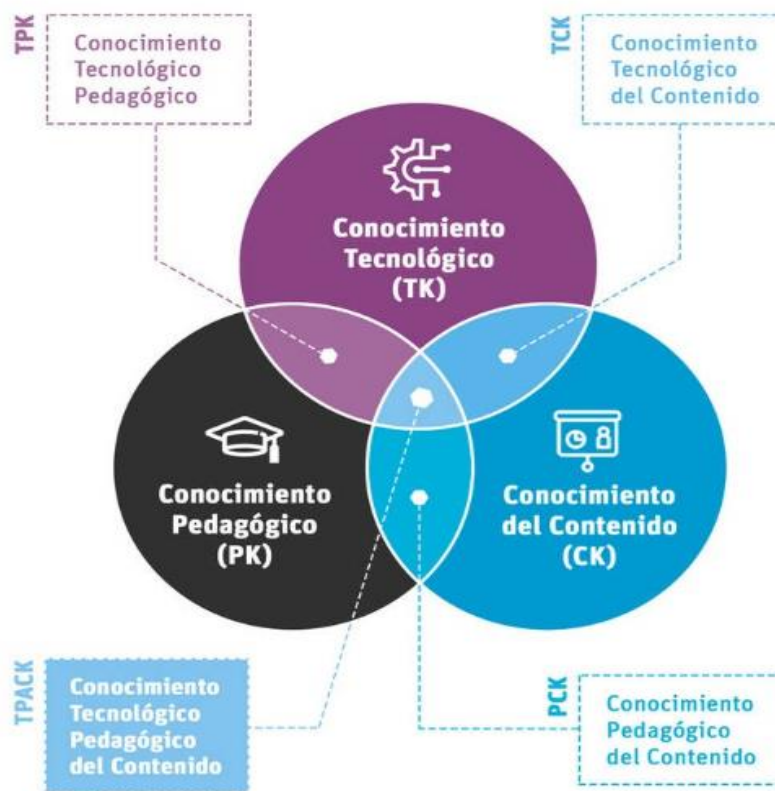 TPK
Conocimiento
Tecnológico
Pedagógico
TCK
Conocimiento
Tecnológico
del Contenido
Conocimiento
Tecnológico
(TK)
Conocimiento
Pedagógico
(PK)
Conocimiento
del Contenido
(CK)
TPACK
Conocimiento
Tecnológico
Pedagógico
del Contenido
PCK
Conocimiento
Pedagógico
del Contenido